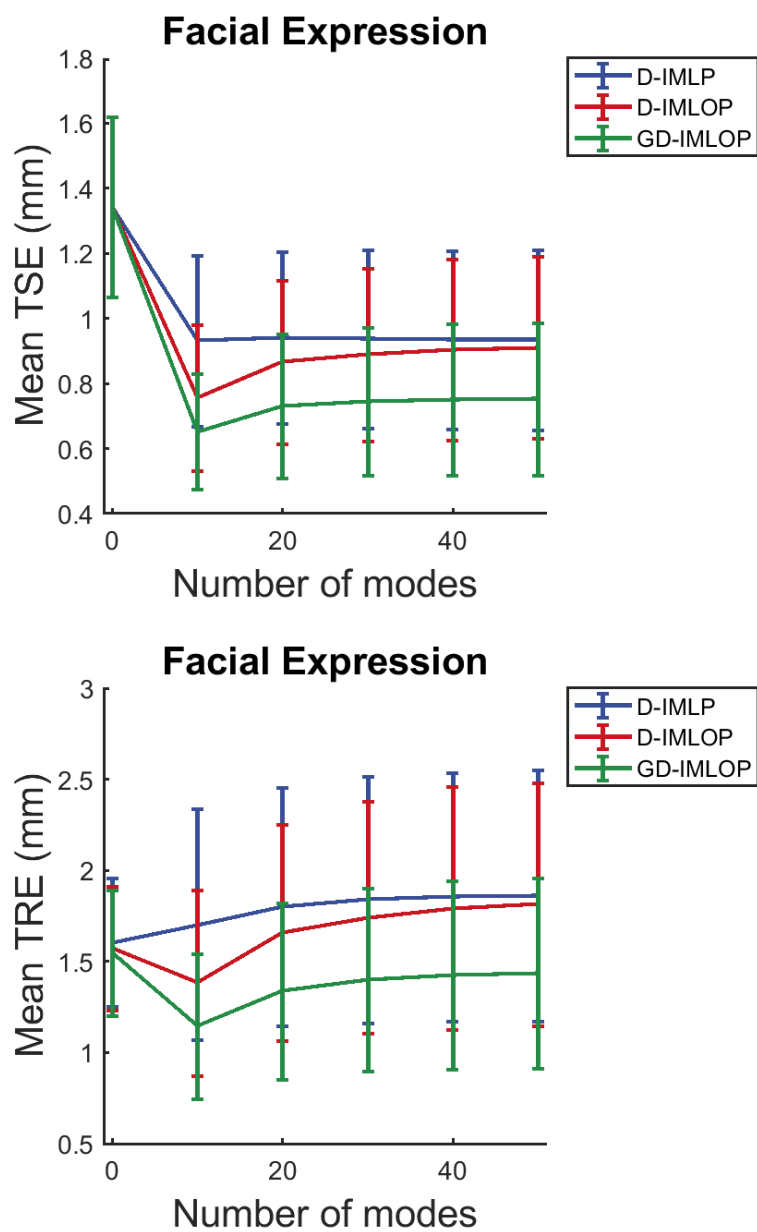 Facial Expression
1.8
1.6
1.4
1.2
1
0.8
0.6
0.4
Mean TSE (mm)
0
20
40
Number of modes
D-IMLP
D-IMLOP
GD-IMLOP
Facial Expression
3
2.5
2
1.5
1
0.5
Mean TRE (mm)
0
20
40
Number of modes
D-IMLP
D-IMLOP
GD-IMLOP